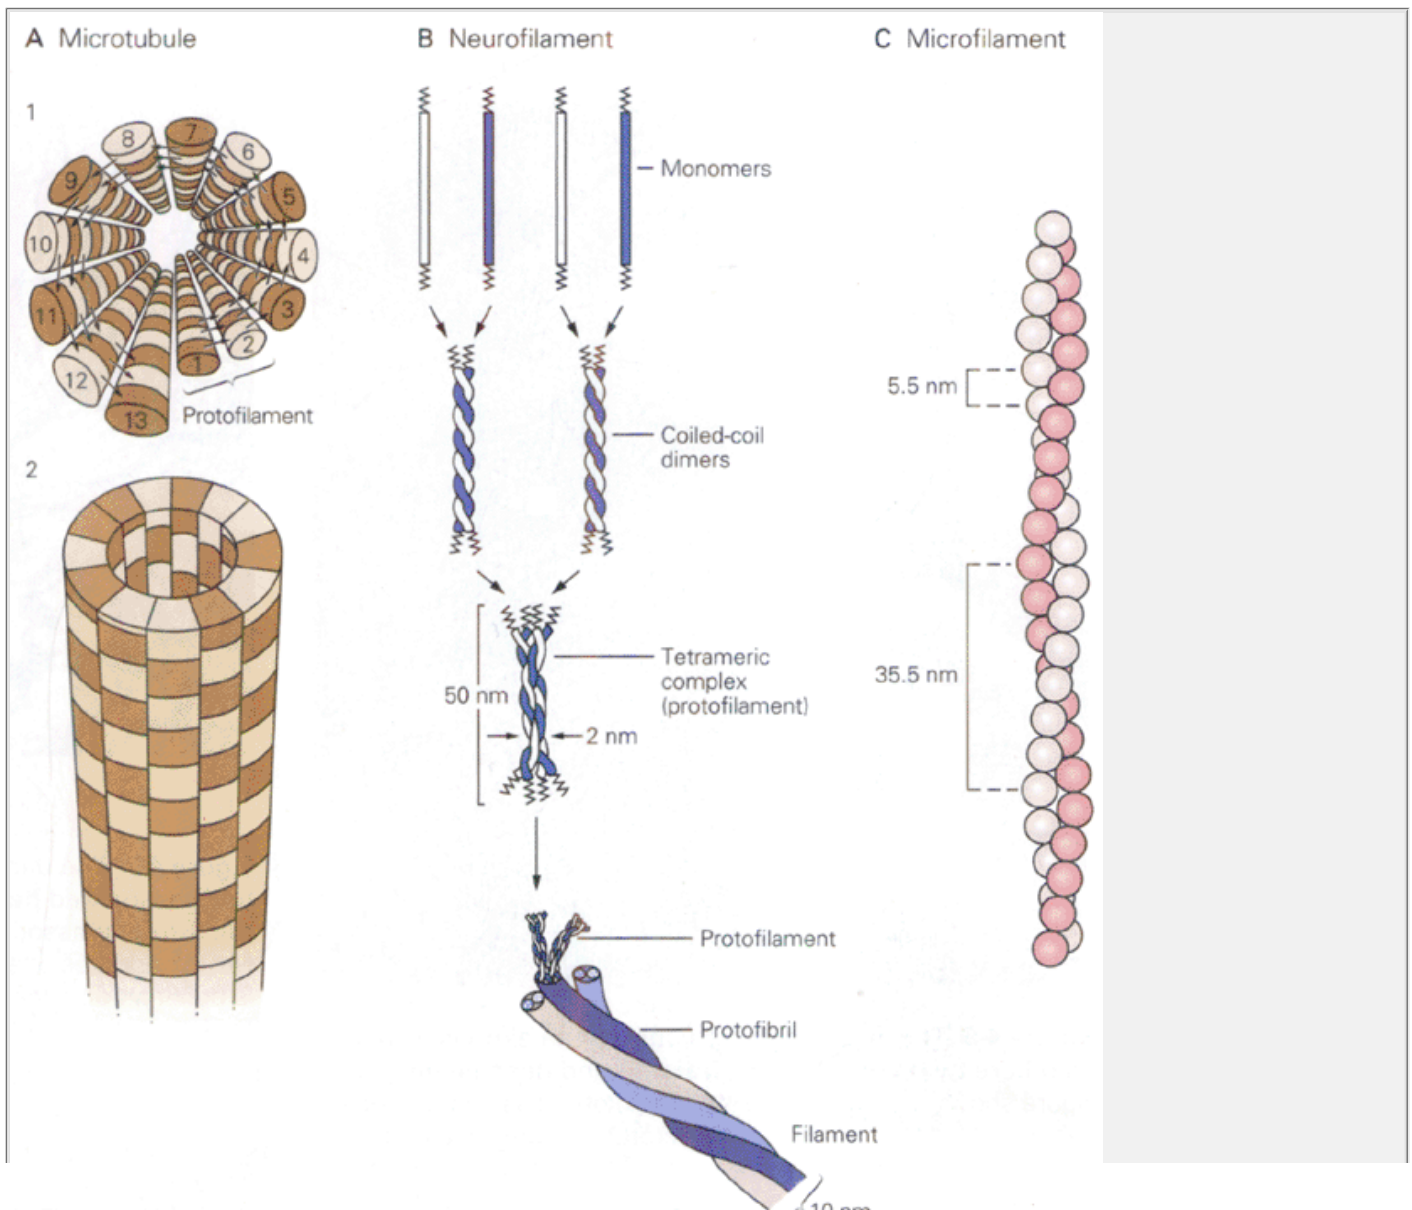 A Microtubule
1
8
7
6
9
5
10
4
11
3
2
12
1
13
Protofilament
2
B Neurofilament
Monomers
Coiled-coil
dimers
Tetrameric
complex
(protofilament)
50 nm
2 nm
Protofilament
Protofibril
Filament
10 nm
C Microfilament
5.5 nm
35.5 nm